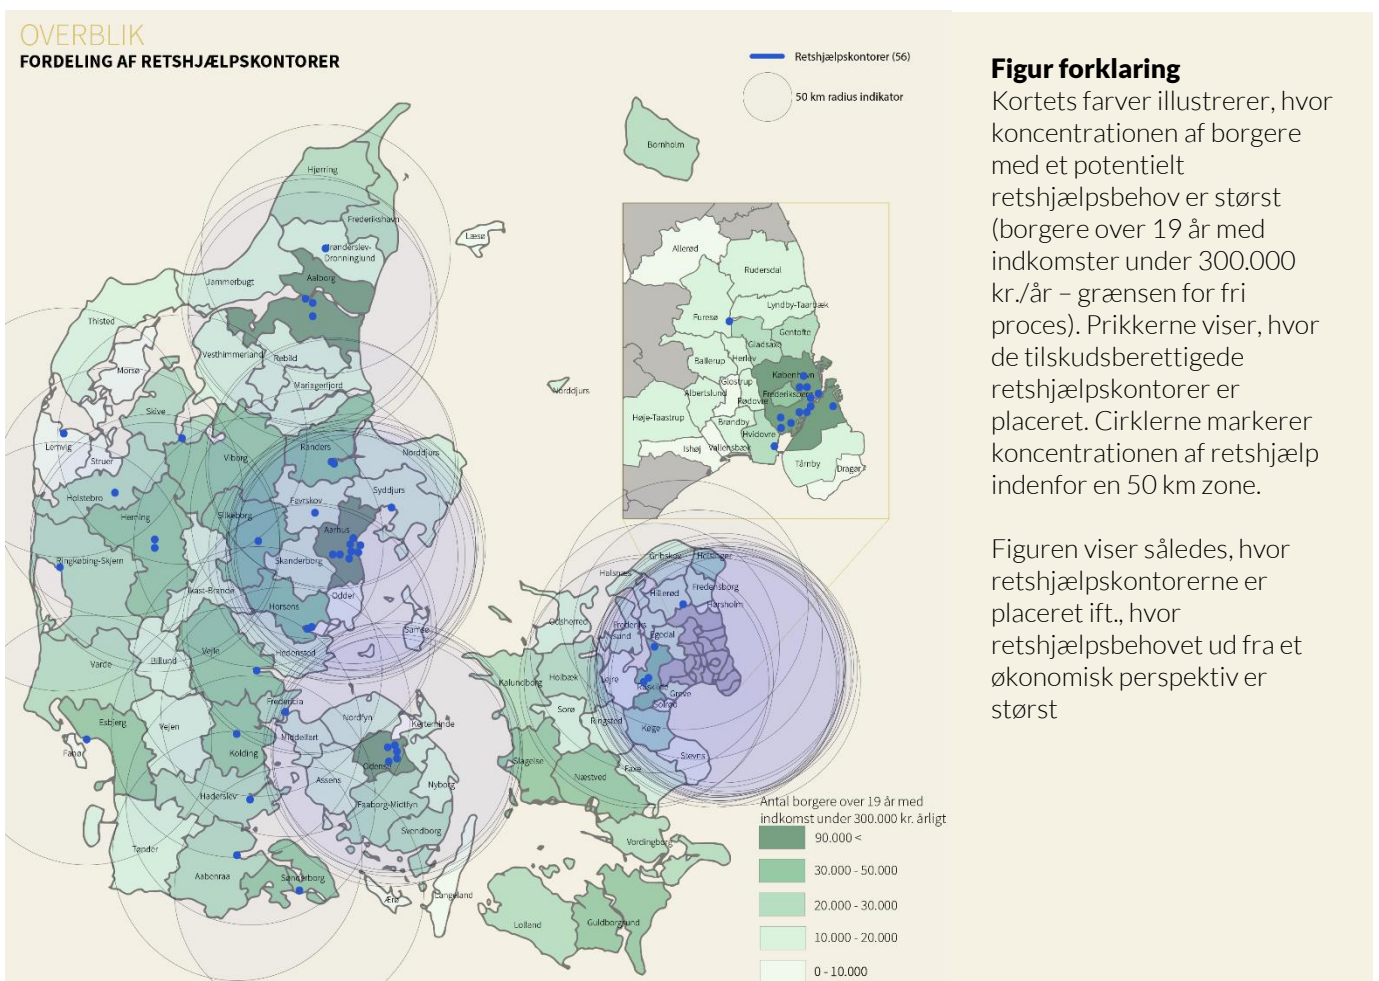 OVERBLIK
FORDELING AF RETSHJÆLPSKONTORER
Retshjælpskontorer (56)
50 km radius indikator
Figur forklaring
Kortets farver illustrerer, hvor
koncentrationen af borgere
med et potentielt
retshjælpsbehov er størst
(borgere over 19 år med
indkomster under 300.000
kr./år – grænsen for fri
proces). Prikkerne viser, hvor
de tilskudsberettigede
retshjælpskontorer er
placeret. Cirklerne markerer
koncentrationen af retshjælp
indenfor en 50 km zone.
Figuren viser således, hvor
retshjælpskontorerne er
placeret ift., hvor
retshjælpsbehovet ud fra et
økonomisk perspektiv er
størst
Bornholm
Hjørring
Frederikshavn
Læsø
Brønderslev-
Dronninglund
Aalborg
Jammerbugt
Thisted
Vesthimmerland
Rebild
Morsø
Mariagerfjord
Norddjurs
Skive
Lemvig
Struer
Viborg
Randers
Norddjurs
Holstebro
Favrskov
Syddjurs
Herning
Silkeborg
Aarhus
Ringkøbing-Skjern
Skanderborg
Ikast-Brande
Odder
Horsens
Samsø
Hedensted
Varde
Billund
Vejle
Fredericia
Esbjerg
Vejen
Nordfyn
Kerteminde
Middelfart
Fanø
Kolding
Odense
Assens
Nyborg
Haderslev
Faaborg-Midtfyn
Svendborg
Tønder
Aabenraa
Sønderborg
Ærø
Langeland
Allerød
Rudersdal
Lyndby-Taarbæk
Furesø
Gentofte
Gladsaxe
Ballerup
Herlev
København
Glostrup
Frederiksberg
Albertslund
Rødovre
Høje-Taastrup
Brøndby
Hvidovre
Ishøj
Vallensbæk
Tårnby
Dragør
Gribskov
Helsingør
Halsnæs
Hillerød
Fredensborg
Hørsholm
Odsherred
Frederiks
sund
Egedal
Kalundborg
Holbæk
Lejre
Roskilde
Greve
Solrød
Sorø
Ringsted
Køge
Stevns
Slagelse
Næstved
Faxe
Vordingborg
Lolland
Guldborgsund
Antal borgere over 19 år med
indkomst under 300.000 kr. årligt
90.000 <
30.000 - 50.000
20.000 - 30.000
10.000 - 20.000
0 - 10.000